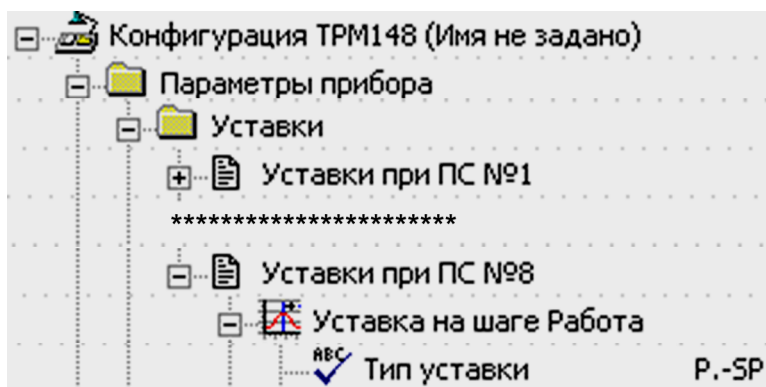 Конфигурация ТРМ148 (Имя не задано)
Параметры прибора
Уставки
Уставки при ПС №1
***********************
Уставки при ПС №8
Уставка на шаге Работа
ABC Тип уставки P.-SP